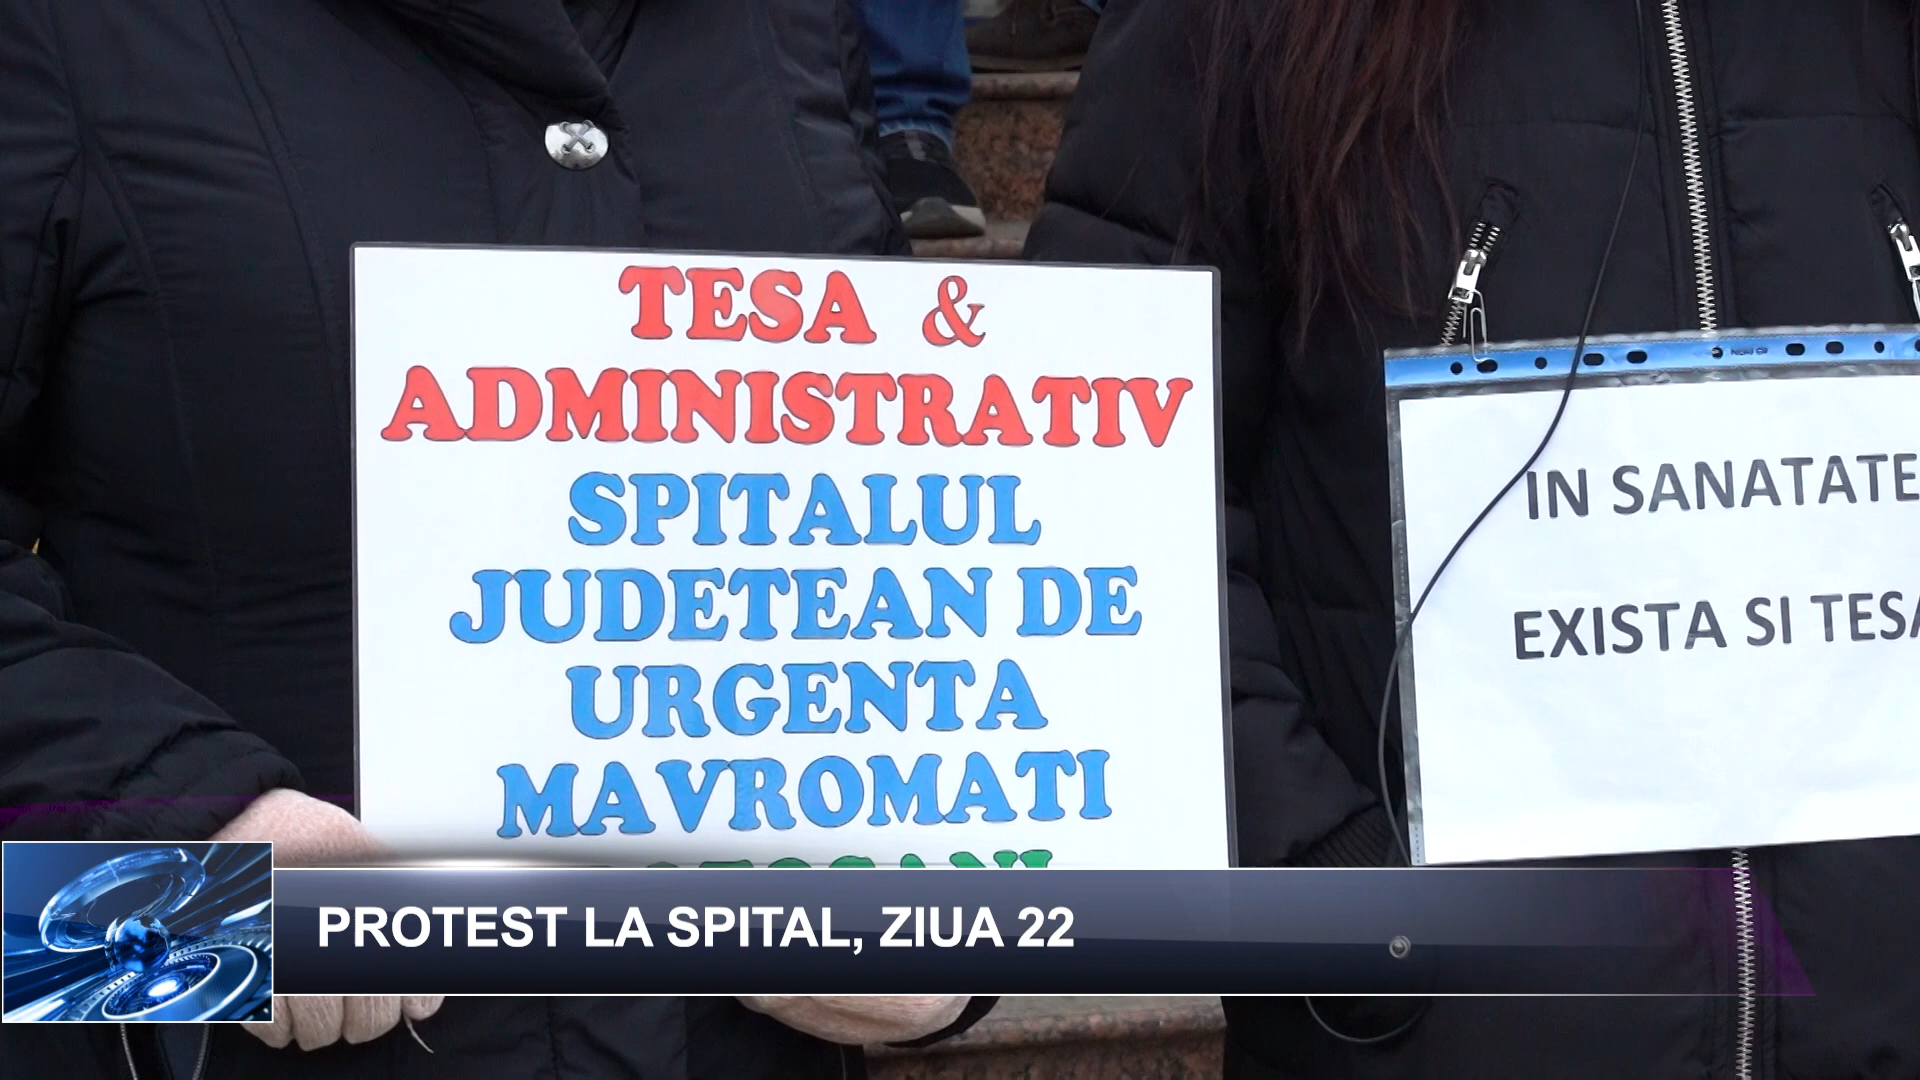 TESA &
ADMINISTRATIV
SPITALUL
JUDETEAN DE
URGENTA
MAVROMATI
IN SANATATE
EXISTA SI TESA
PROTEST LA SPITAL, ZIUA 22